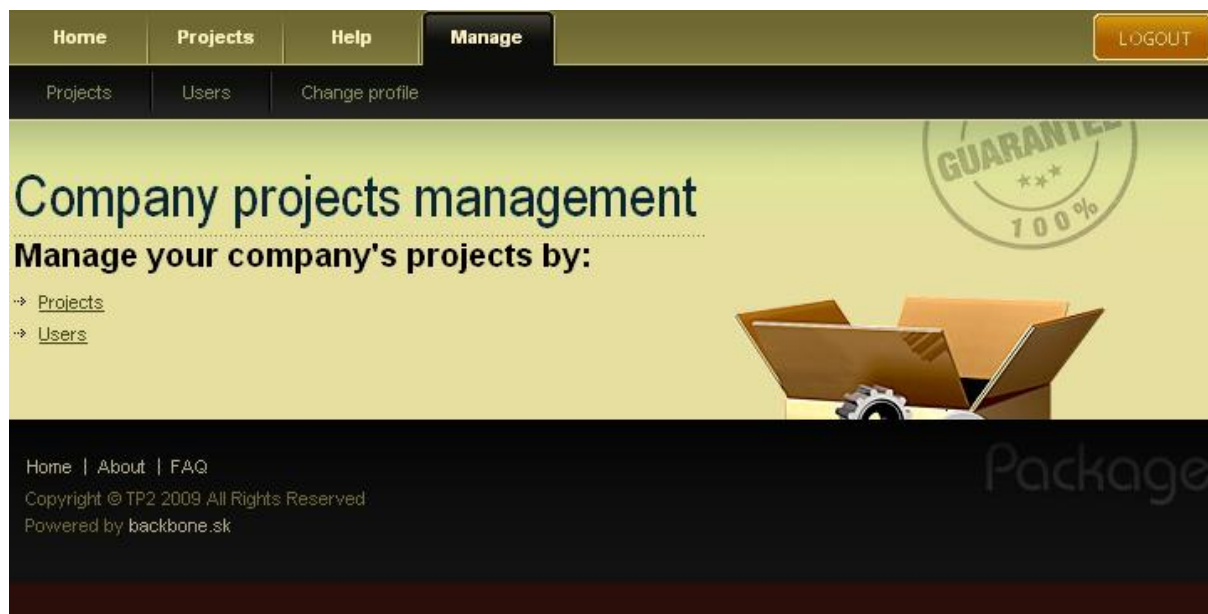 Home Projects Help Manage LOGOUT
Projects Users Change profile
GUARANTEE
100%
Company projects management
Manage your company's projects by:
Projects
Users
Package
Home | About | FAQ
Copyright © TP2 2009 All Rights Reserved
Powered by backbone.sk